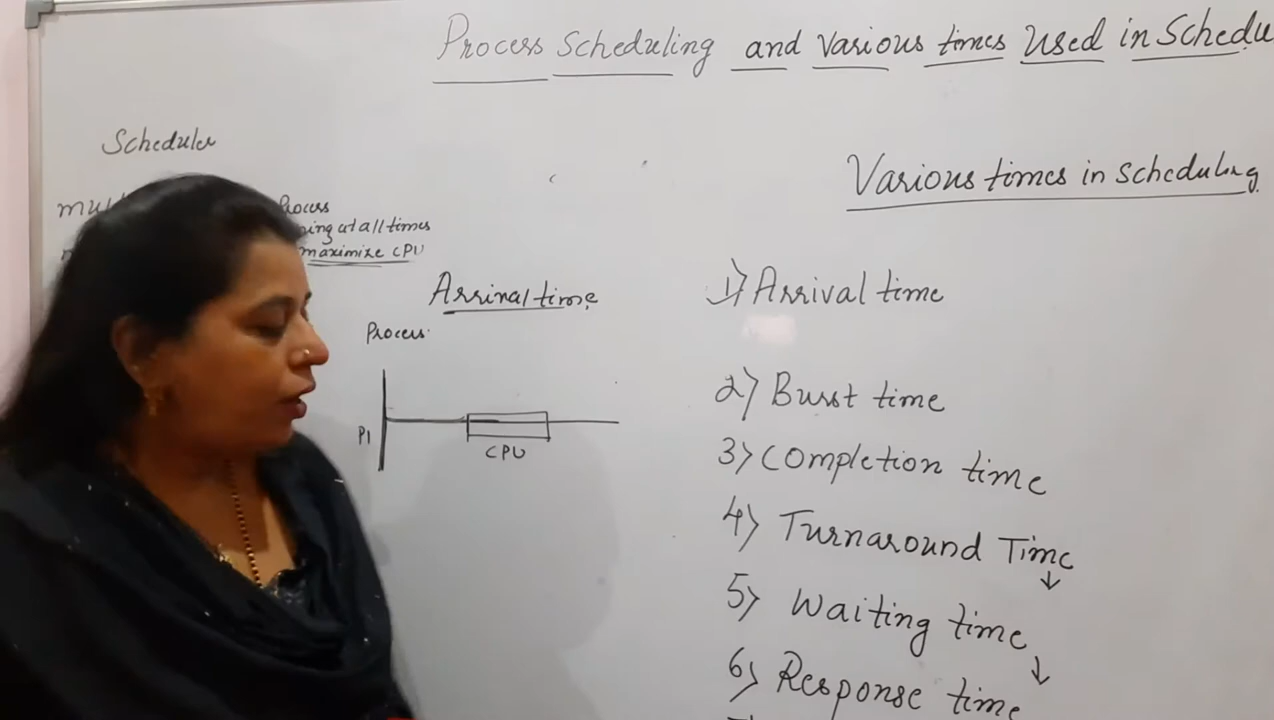 Process Scheduling and Various times Used in Schedu
Scheduler
Process
at all times
maximize CPU
Arrival time
Process
P1
CPU
Various times in scheduling
1) Arrival time
2) Burst time
3) Completion time
4) Turnaround Time
5) Waiting time
6) Response time